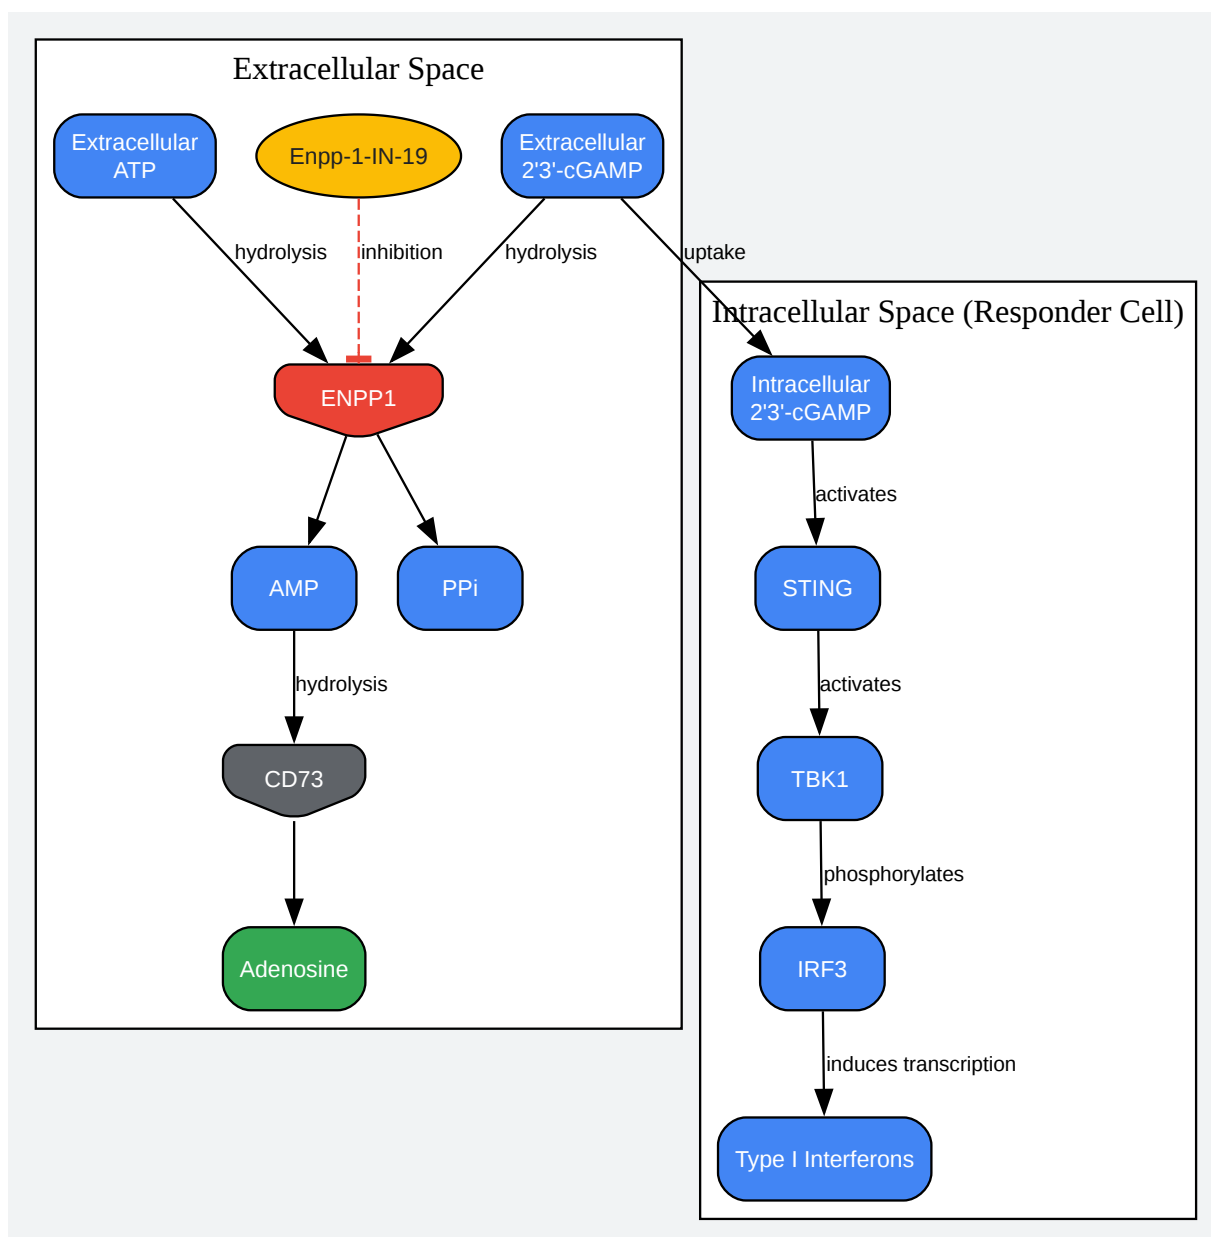 Extracellular Space
Extracellular
ATP
Enpp-1-IN-19
Extracellular
2'3'-cGAMP
hydrolysis
inhibition
hydrolysis
uptake
Intracellular Space (Responder Cell)
ENPP1
Intracellular
2'3'-cGAMP
activates
AMP
PPi
STING
hydrolysis
activates
CD73
TBK1
phosphorylates
Adenosine
IRF3
induces transcription
Type I Interferons